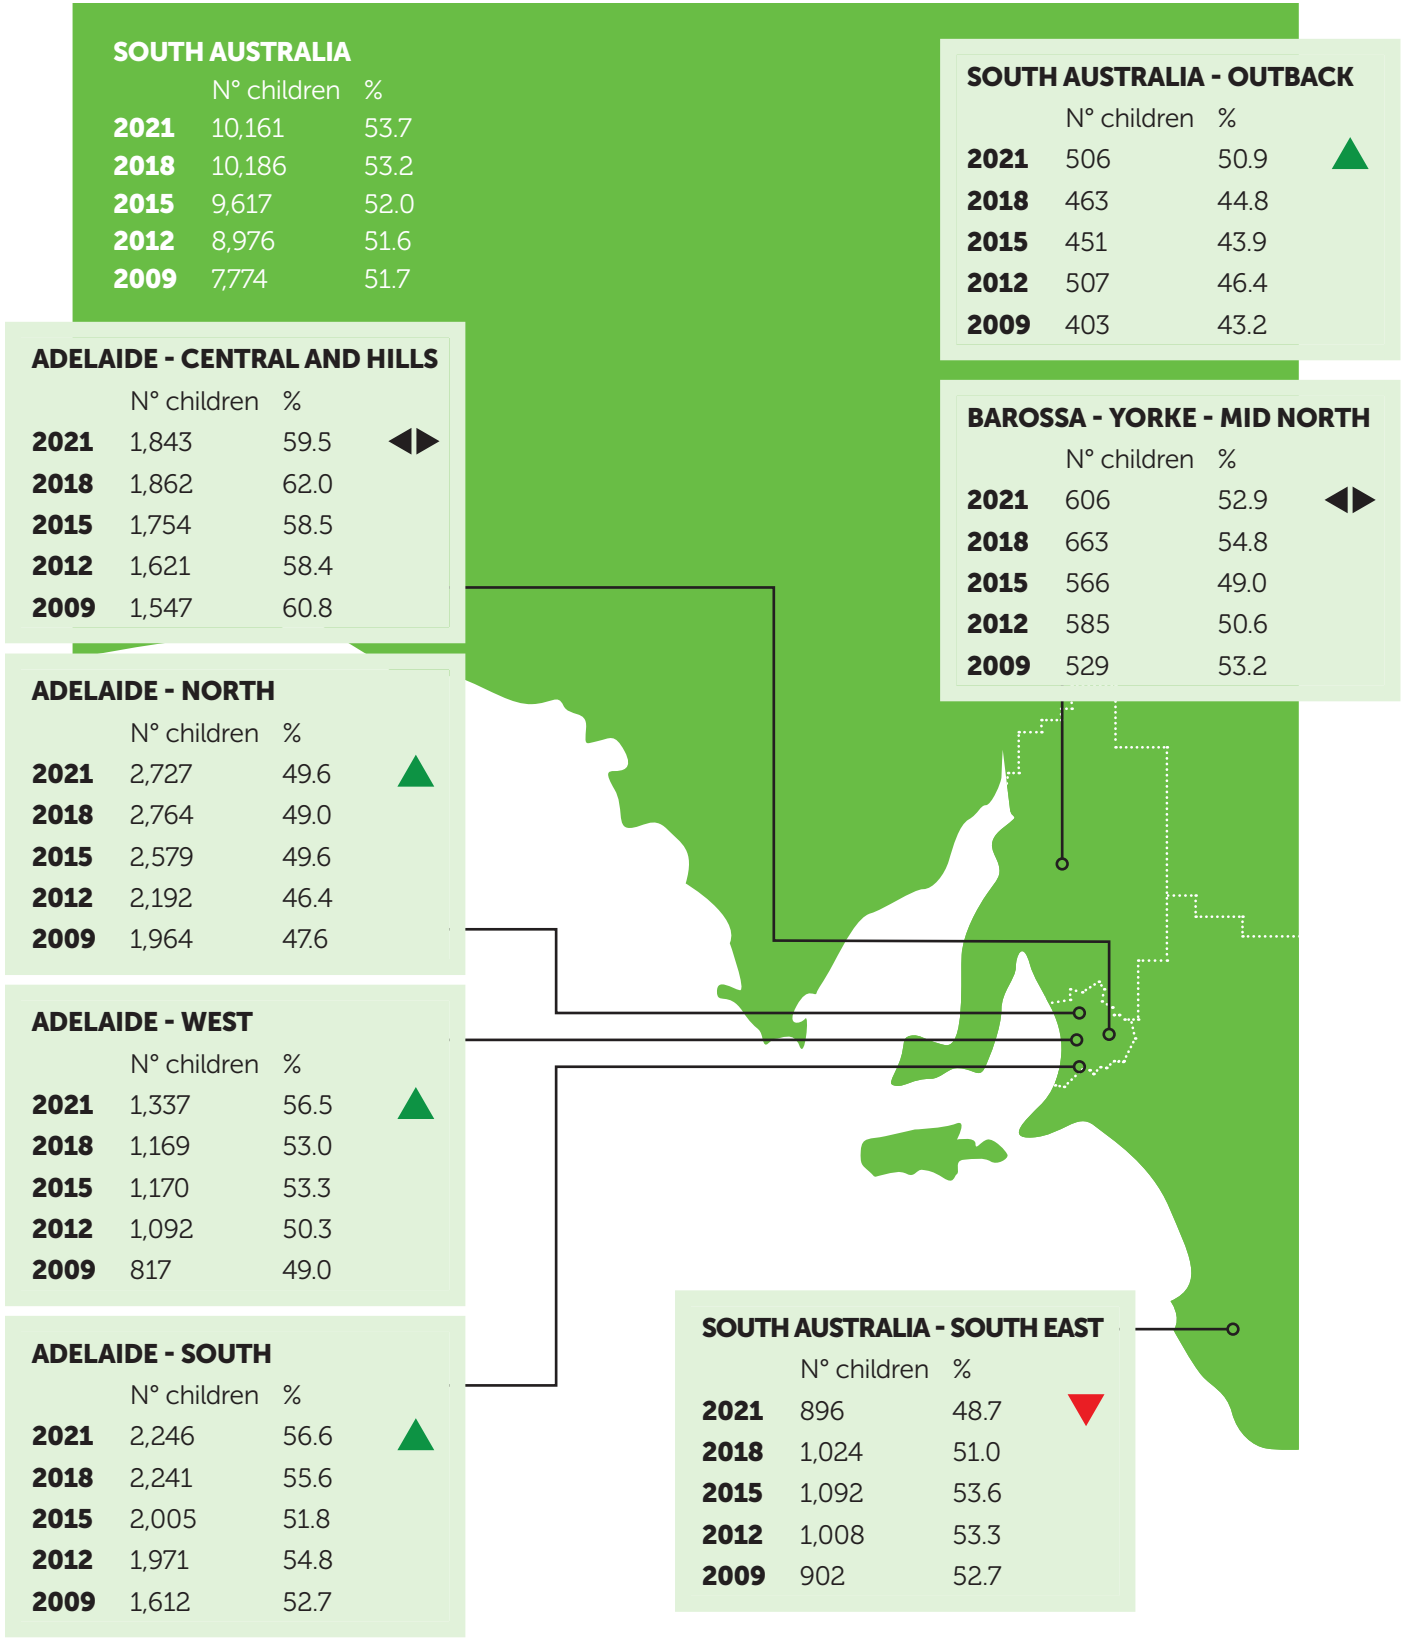 SOUTH AUSTRALIA
N° children %
2021 10,161 53.7
2018 10,186 53.2
2015 9,617 52.0
2012 8,976 51.6
2009 7,774 51.7
SOUTH AUSTRALIA - OUTBACK
N° children %
2021 506 50.9
2018 463 44.8
2015 451 43.9
2012 507 46.4
2009 403 43.2
ADELAIDE - CENTRAL AND HILLS
N° children %
2021 1,843 59.5
2018 1,862 62.0
2015 1,754 58.5
2012 1,621 58.4
2009 1,547 60.8
BAROSSA - YORKE - MID NORTH
N° children %
2021 606 52.9
2018 663 54.8
2015 566 49.0
2012 585 50.6
2009 529 53.2
ADELAIDE - NORTH
N° children %
2021 2,727 49.6
2018 2,764 49.0
2015 2,579 49.6
2012 2,192 46.4
2009 1,964 47.6
ADELAIDE - WEST
N° children %
2021 1,337 56.5
2018 1,169 53.0
2015 1,170 53.3
2012 1,092 50.3
2009 817 49.0
ADELAIDE - SOUTH
N° children %
2021 2,246 56.6
2018 2,241 55.6
2015 2,005 51.8
2012 1,971 54.8
2009 1,612 52.7
SOUTH AUSTRALIA - SOUTH EAST
N° children %
2021 896 48.7
2018 1,024 51.0
2015 1,092 53.6
2012 1,008 53.3
2009 902 52.7